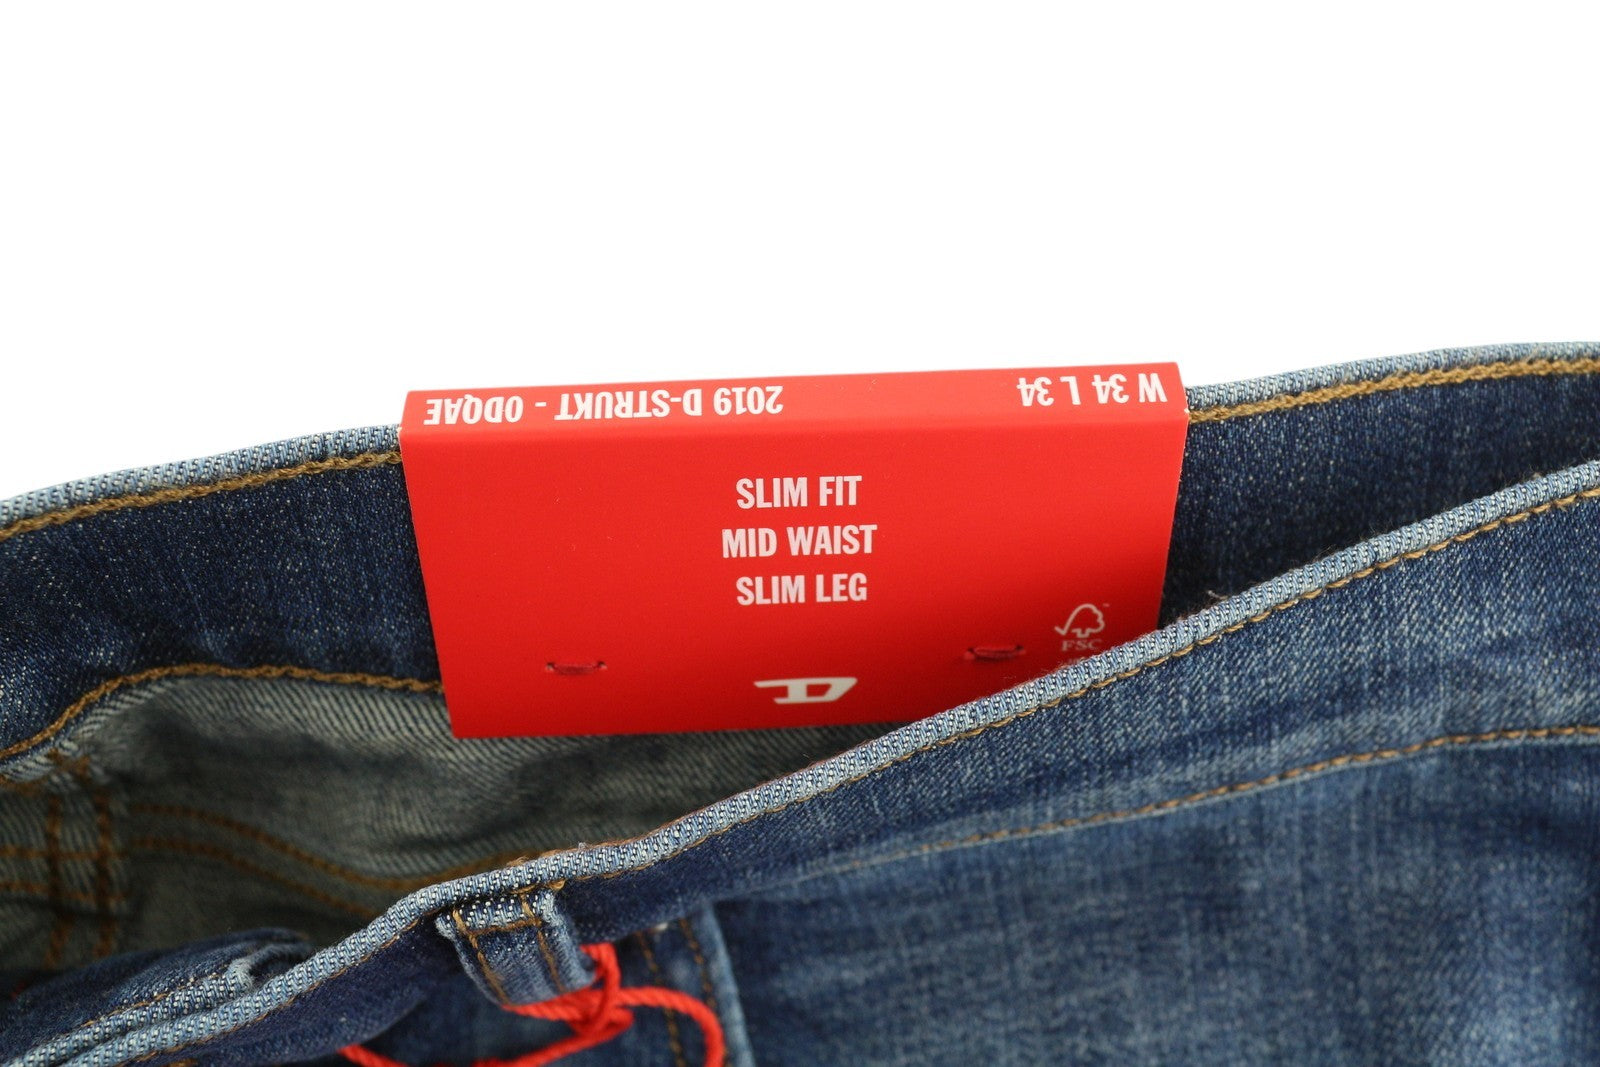 W 34 L 34
2019 D-STRUKT - 0DQAE
SLIM FIT
MID WAIST
SLIM LEG
FSC
D